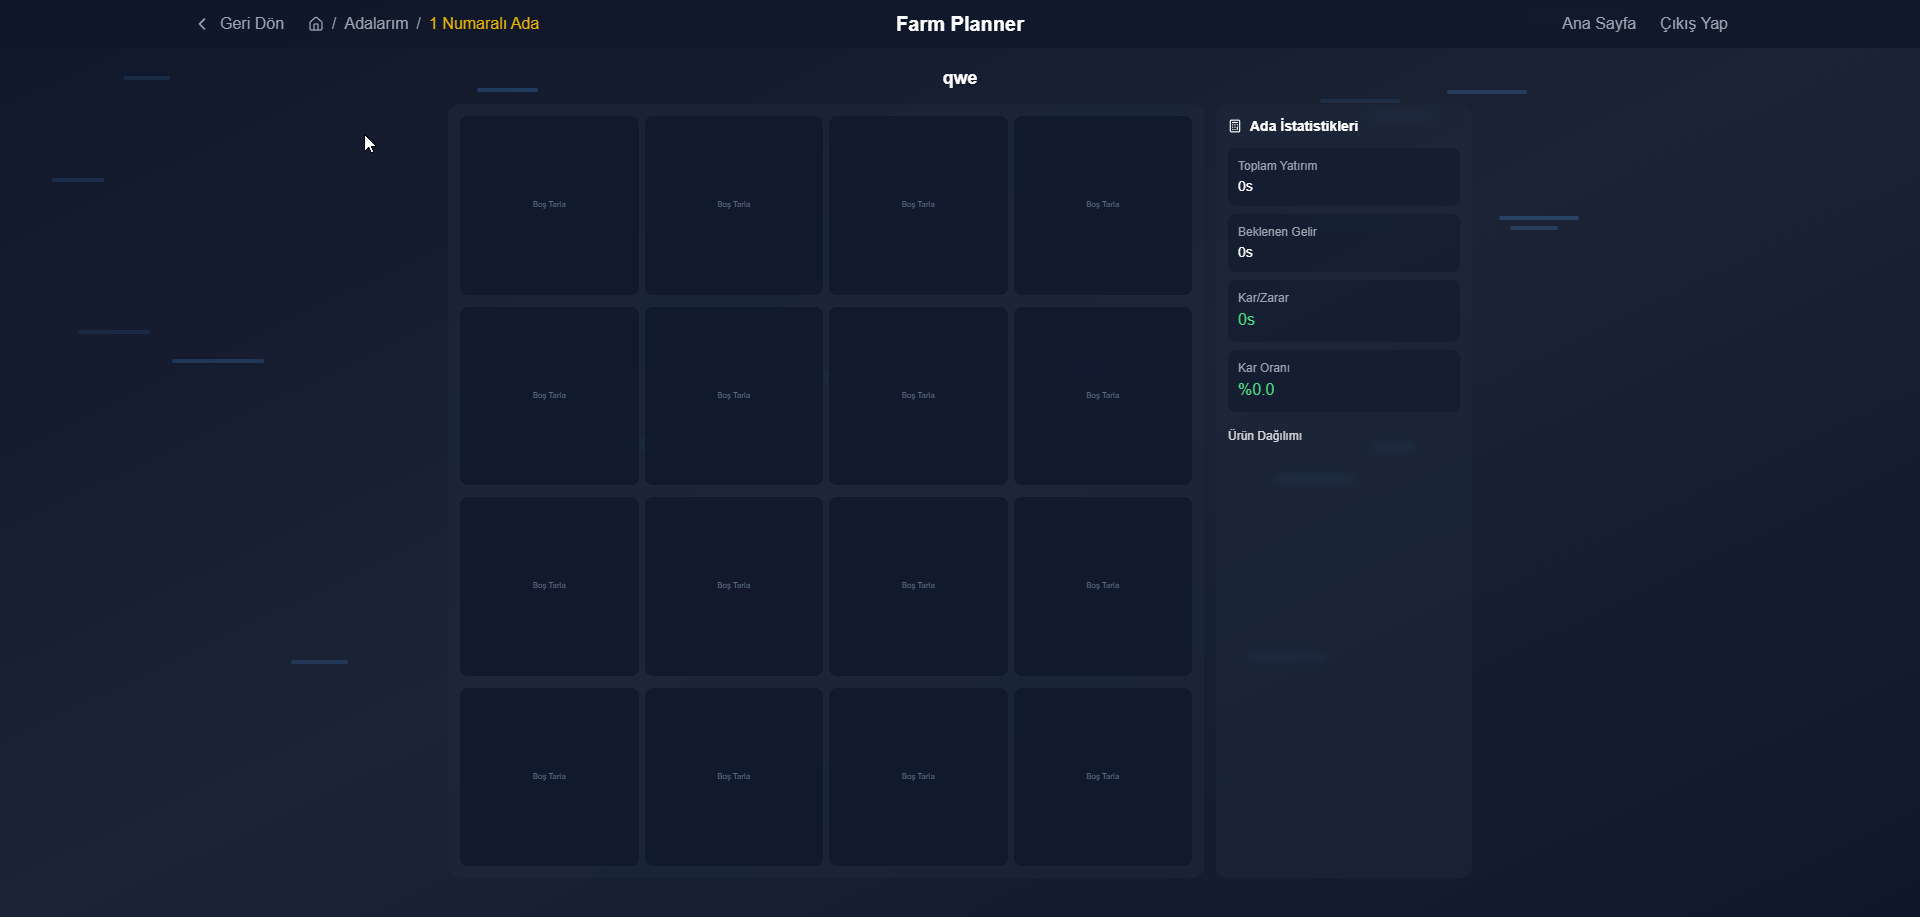 Geri Dön / Adalarım / 1 Numaralı Ada Farm Planner Ana Sayfa Çıkış Yap
qwe
Boş Tarla Boş Tarla Boş Tarla Boş Tarla
Boş Tarla Boş Tarla Boş Tarla Boş Tarla
Boş Tarla Boş Tarla Boş Tarla Boş Tarla
Boş Tarla Boş Tarla Boş Tarla Boş Tarla
Ada İstatistikleri
Toplam Yatırım
0s
Beklenen Gelir
0s
Kar/Zarar
0s
Kar Oranı
%0.0
Ürün Dağılımı